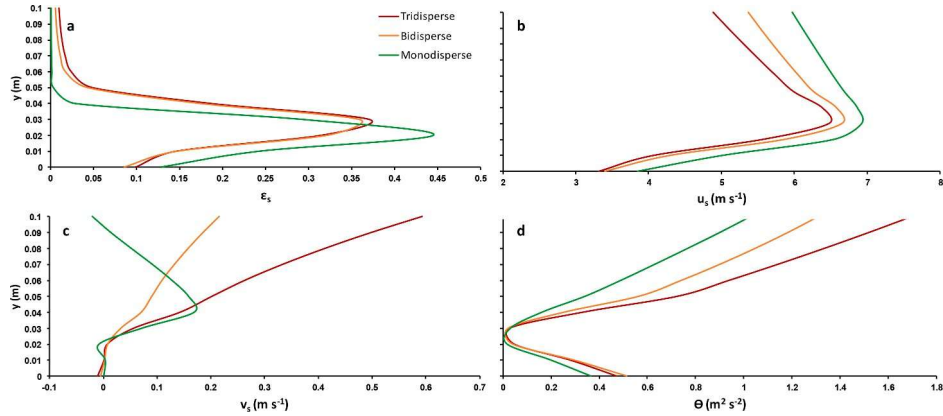 a
Tridisperse
Bidisperse
Monodisperse
y (m)
0.1
0.09
0.08
0.07
0.06
0.05
0.04
0.03
0.02
0.01
0
0 0.05 0.1 0.15 0.2 0.25 0.3 0.35 0.4 0.45 0.5
εs
b
2 3 4 5 6 7 8
us (m s-1)
c
y (m)
0.1
0.09
0.08
0.07
0.06
0.05
0.04
0.03
0.02
0.01
0
-0.1 0 0.1 0.2 0.3 0.4 0.5 0.6 0.7
vs (m s-1)
d
0 0.2 0.4 0.6 0.8 1 1.2 1.4 1.6 1.8
Θ (m2 s-2)